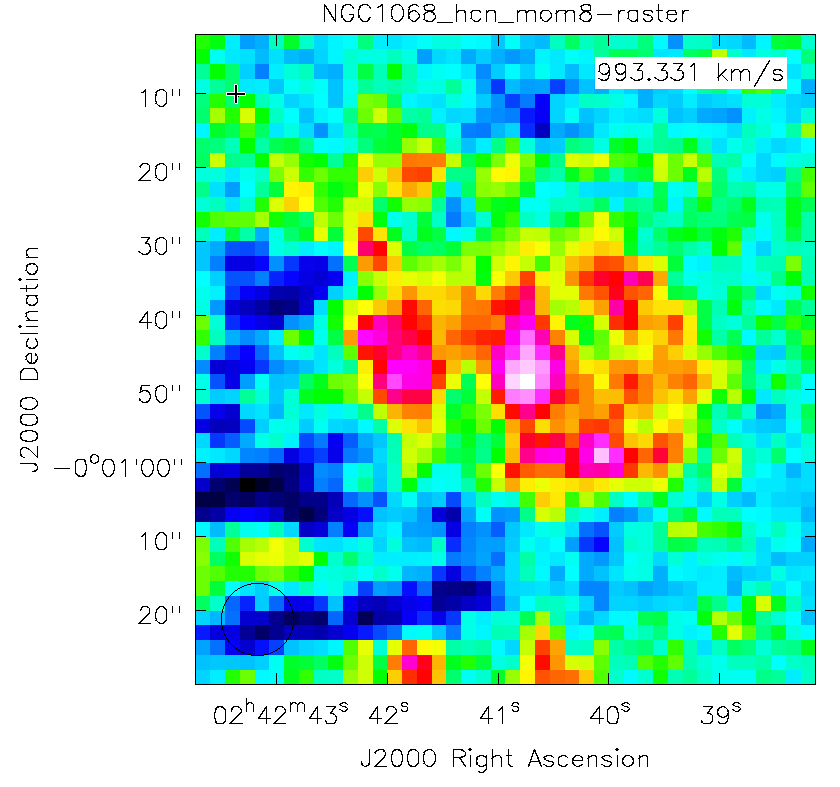 NGC1068_hcn_mom8-raster
993.331 km/s
10''
20''
30''
40''
50''
-0°01'00''
10''
20''
02ʰ42ᵐ43ˢ 42ˢ 41ˢ 40ˢ 39ˢ
J2000 Declination
J2000 Right Ascension